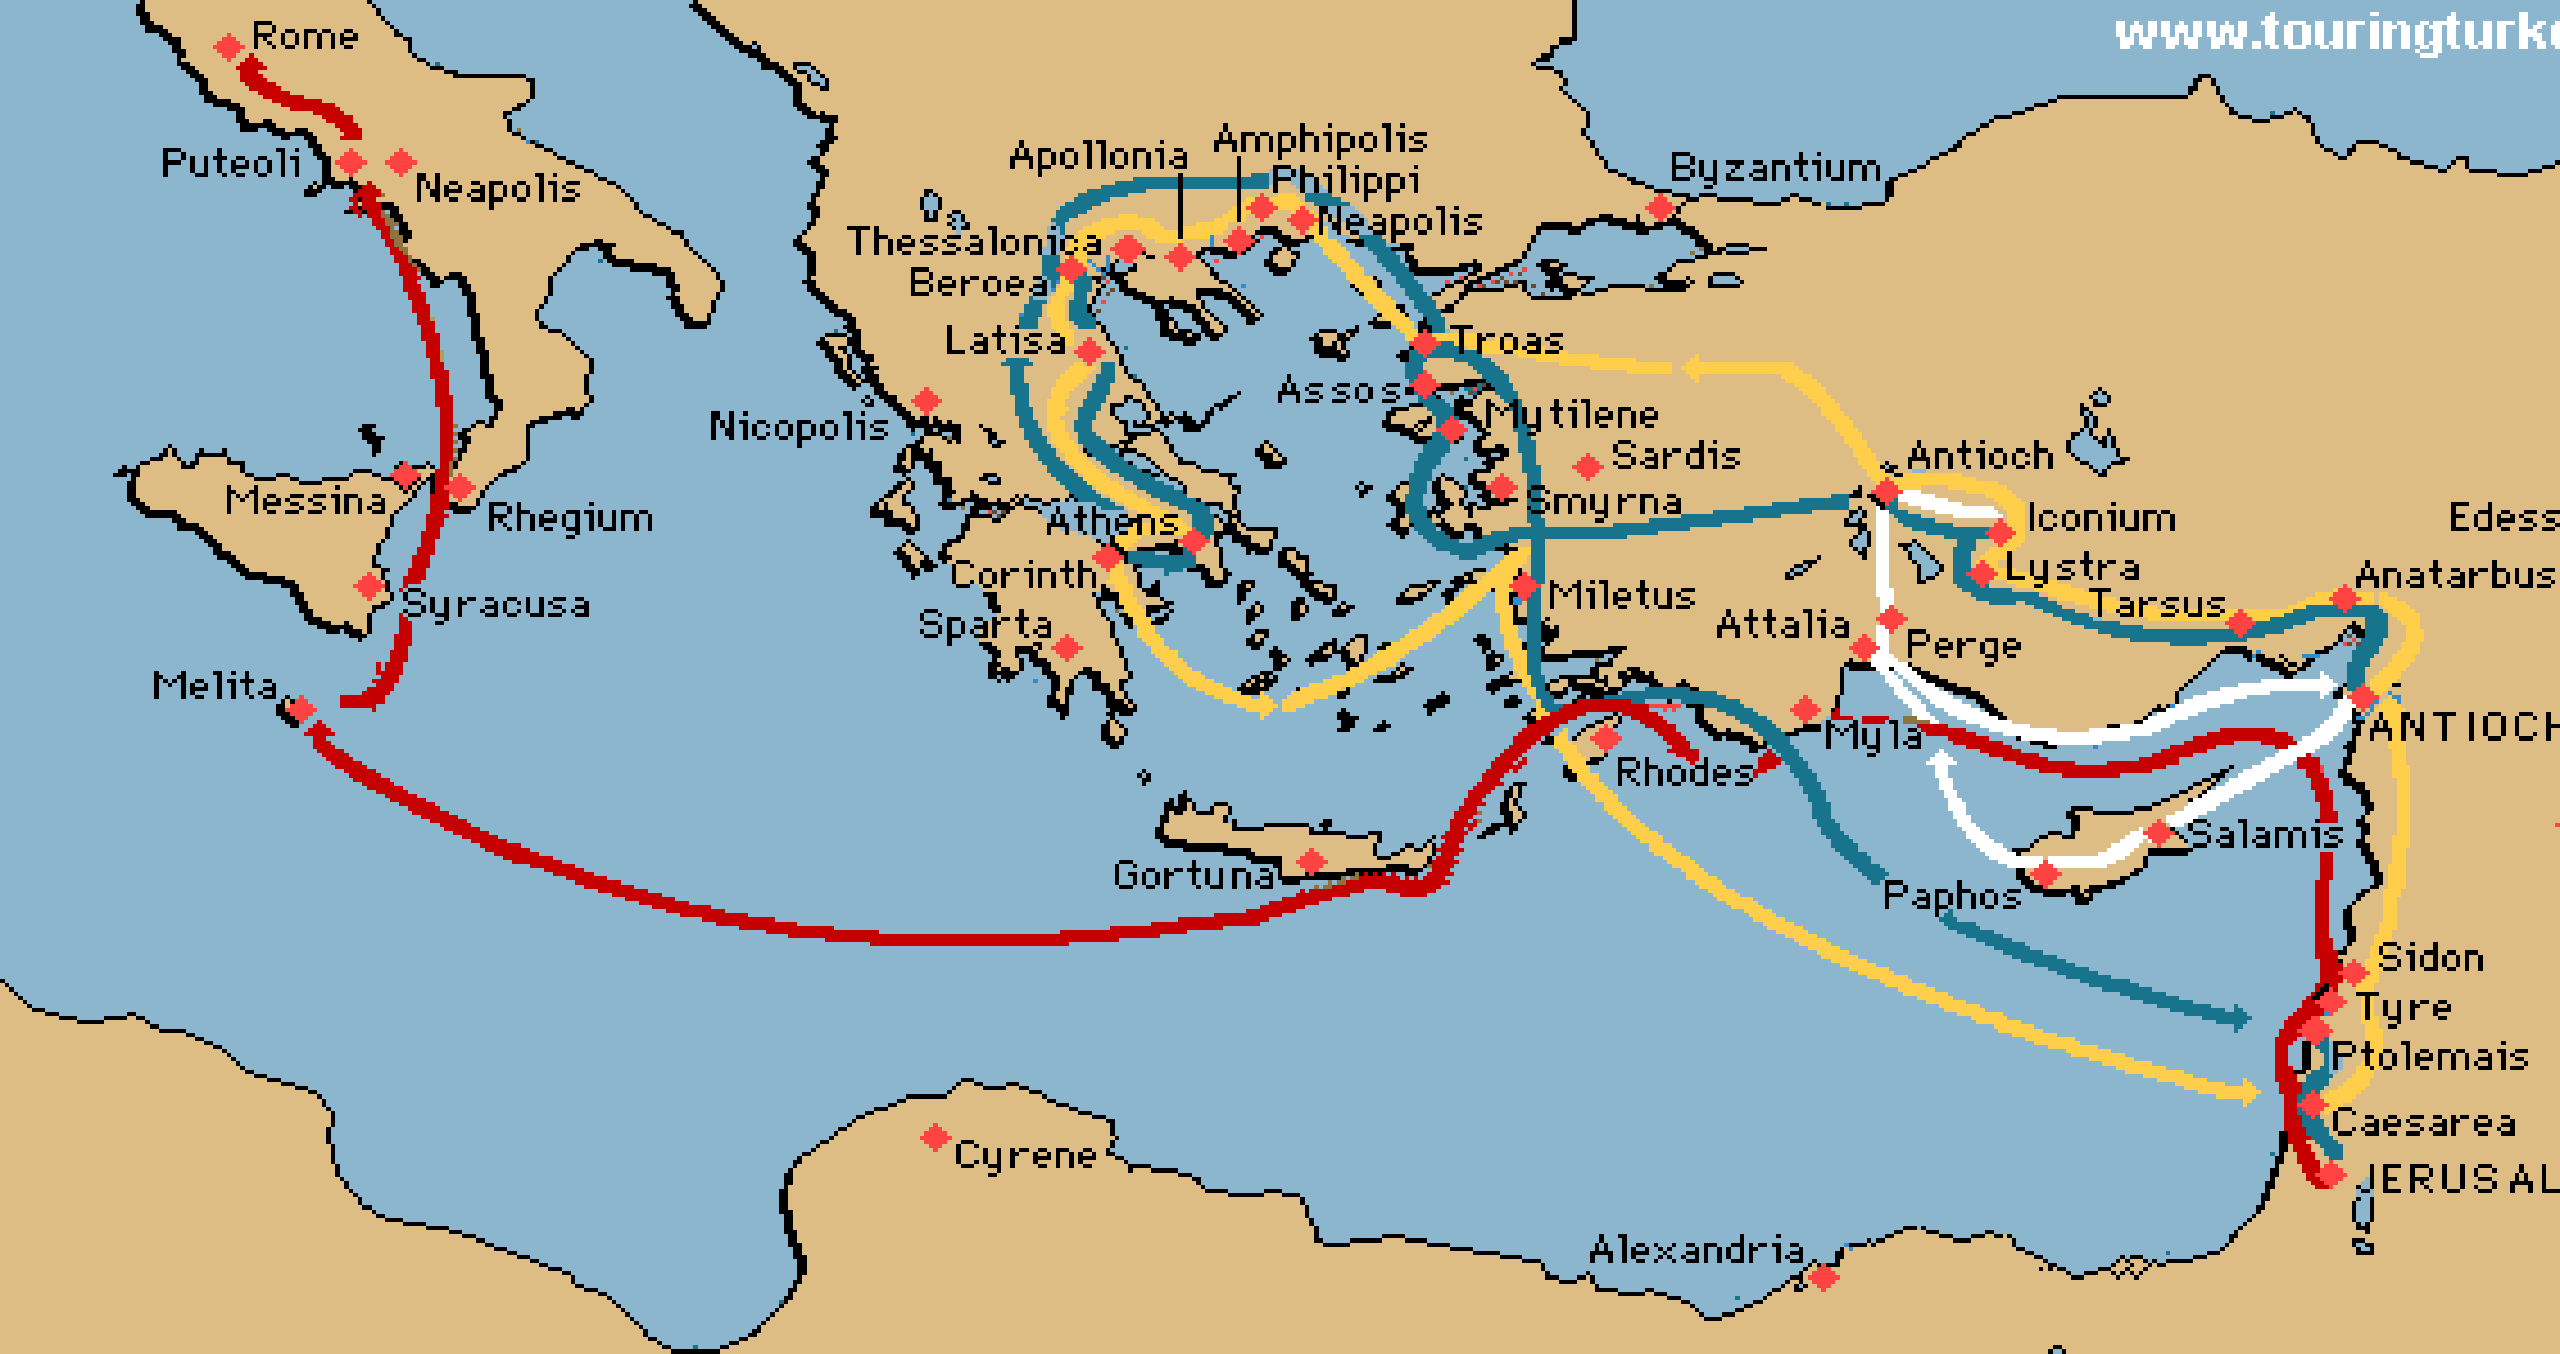 www.touringturke
Rome
Puteoli
Neapolis
Apollonia
Amphipolis
Philippi
Neapolis
Byzantium
Thessalonica
Beroea
Latisa
Troas
Assos
Mytilene
Nicopolis
Sardis
Antioch
Smyrna
Messina
Rhegium
Athens
Iconium
Edess
Corinth
Lystra
Anatarbus
Syracusa
Miletus
Tarsus
Sparta
Attalia
Perge
Melita
Myla
ANTIOCH
Rhodes
Salamis
Gortuna
Paphos
Sidon
Tyre
Ptolemais
Caesarea
Cyrene
JERUSAL
Alexandria